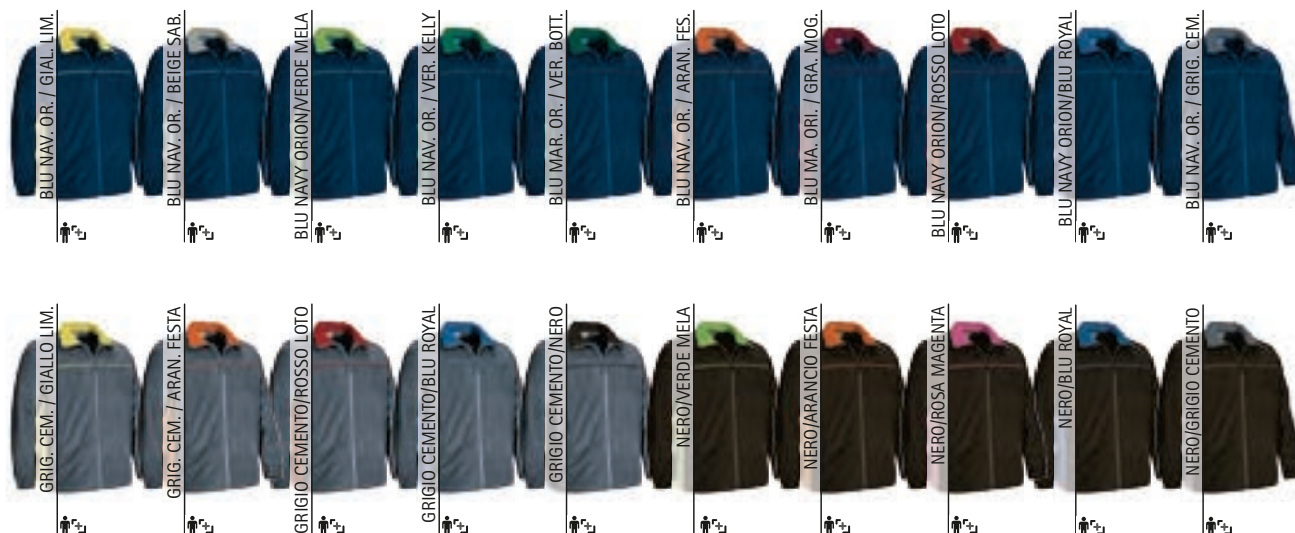 BLU NAV. OR. / GIAL. LIM.
BLU NAV. OR. / BEIGE SAB.
BLU NAVY ORION/VERDE MELA
BLU NAV. OR. / VER. KELLY
BLU MAR. OR. / VER. BOTT.
BLU NAV. OR. / ARAN. FES.
BLU MA. ORI. / GRA. MOG.
BLU NAVY ORION/ROSSO LOTO
BLU NAVY ORION/BLU ROYAL
BLU NAV. OR. / GRIG. CEM.
GRIG. CEM. / GIALLO LIM.
GRIG. CEM. / ARAN. FESTA
GRIGIO CEMENTO/ROSSO LOTO
GRIGIO CEMENTO/BLU ROYAL
GRIGIO CEMENTO/NERO
NERO/VERDE MELA
NERO/ARANCIO FESTA
NERO/ROSA MAGENTA
NERO/BLU ROYAL
NERO/GRIGIO CEMENTO